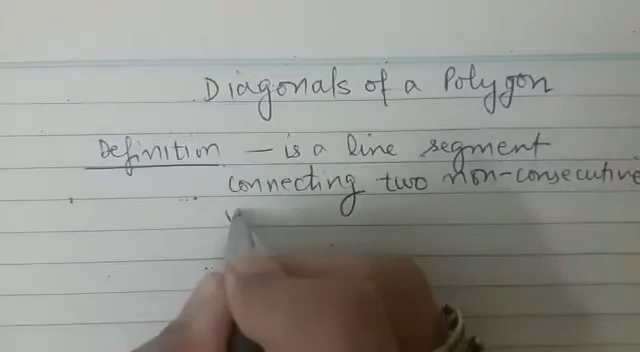 Diagonals of a Polygon
Definition – is a line segment
connecting two non-consecutive